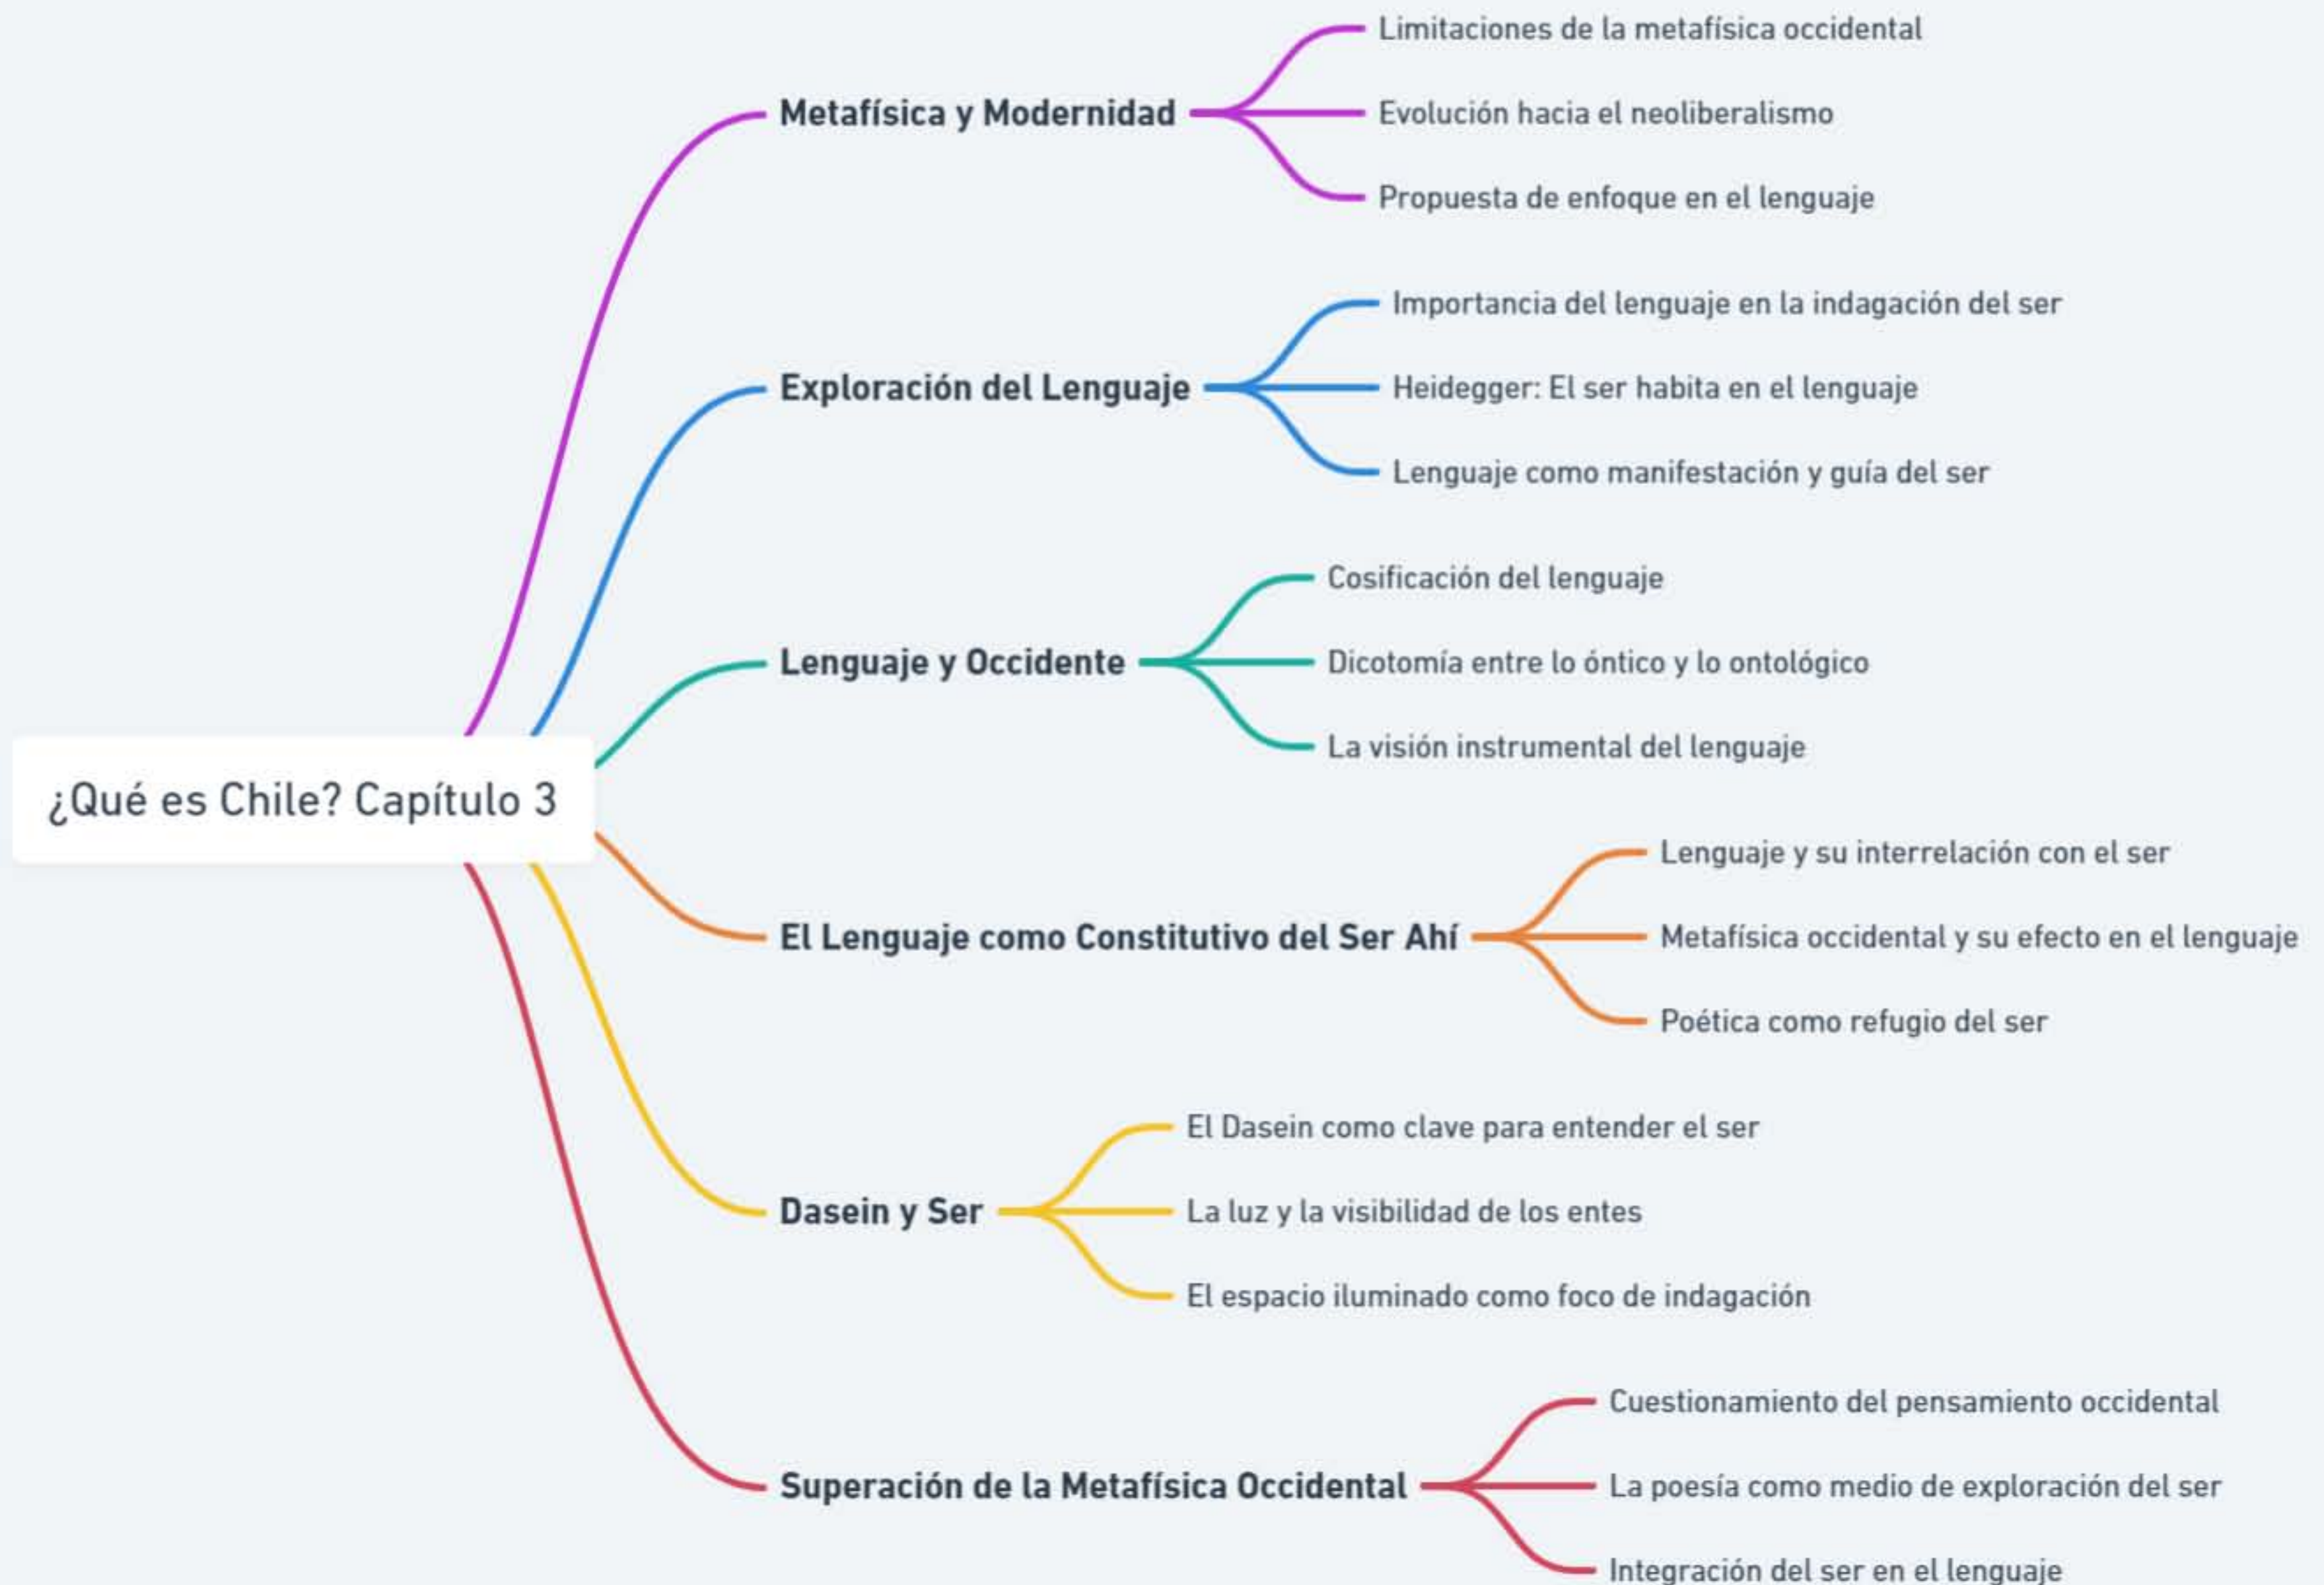 ¿Qué es Chile? Capítulo 3
Metafísica y Modernidad
Limitaciones de la metafísica occidental
Evolución hacia el neoliberalismo
Propuesta de enfoque en el lenguaje
Exploración del Lenguaje
Importancia del lenguaje en la indagación del ser
Heidegger: El ser habita en el lenguaje
Lenguaje como manifestación y guía del ser
Lenguaje y Occidente
Cosificación del lenguaje
Dicotomía entre lo óntico y lo ontológico
La visión instrumental del lenguaje
El Lenguaje como Constitutivo del Ser Ahí
Lenguaje y su interrelación con el ser
Metafísica occidental y su efecto en el lenguaje
Poética como refugio del ser
Dasein y Ser
El Dasein como clave para entender el ser
La luz y la visibilidad de los entes
El espacio iluminado como foco de indagación
Superación de la Metafísica Occidental
Cuestionamiento del pensamiento occidental
La poesía como medio de exploración del ser
Integración del ser en el lenguaje